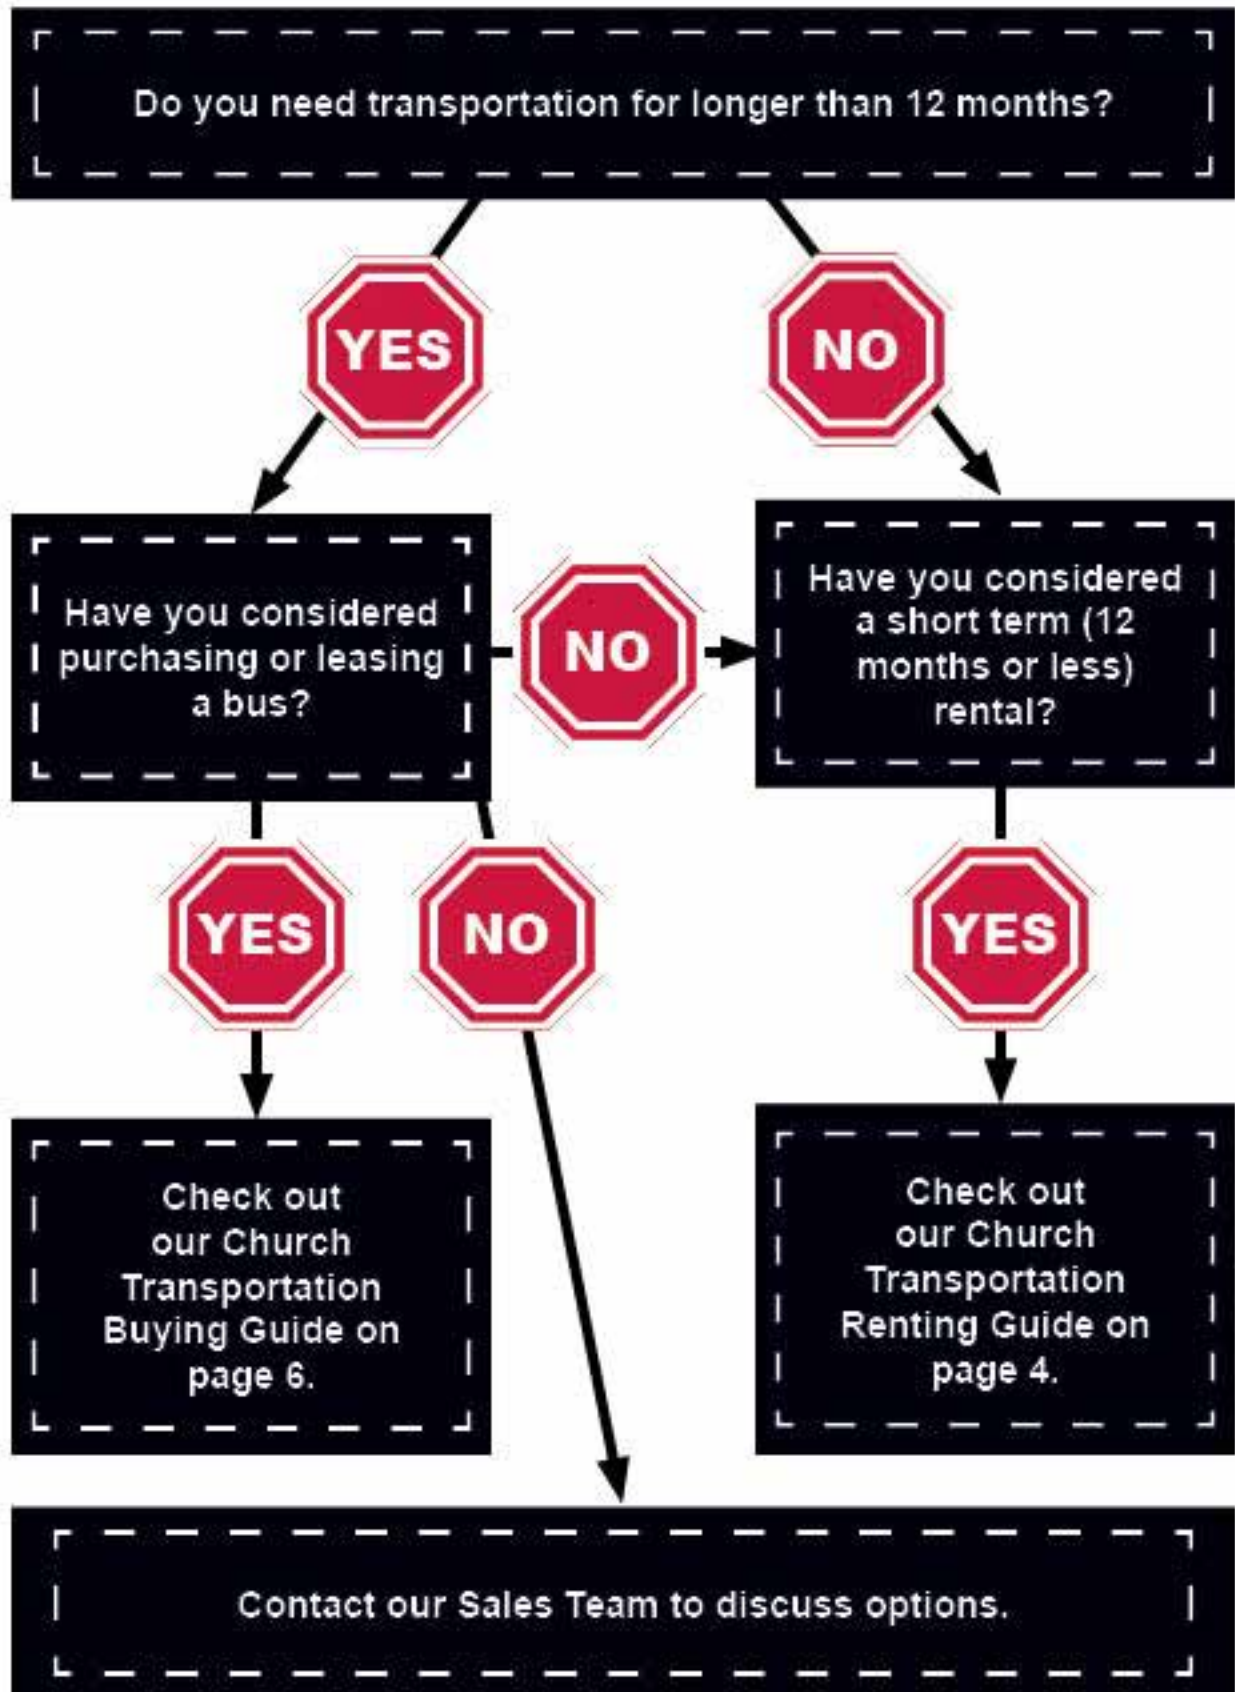 Do you need transportation for longer than 12 months?
YES
NO
Have you considered
purchasing or leasing
a bus?
NO
Have you considered
a short term (12
months or less)
rental?
YES
NO
YES
Check out
our Church
Transportation
Buying Guide on
page 6.
Check out
our Church
Transportation
Renting Guide on
page 4.
Contact our Sales Team to discuss options.